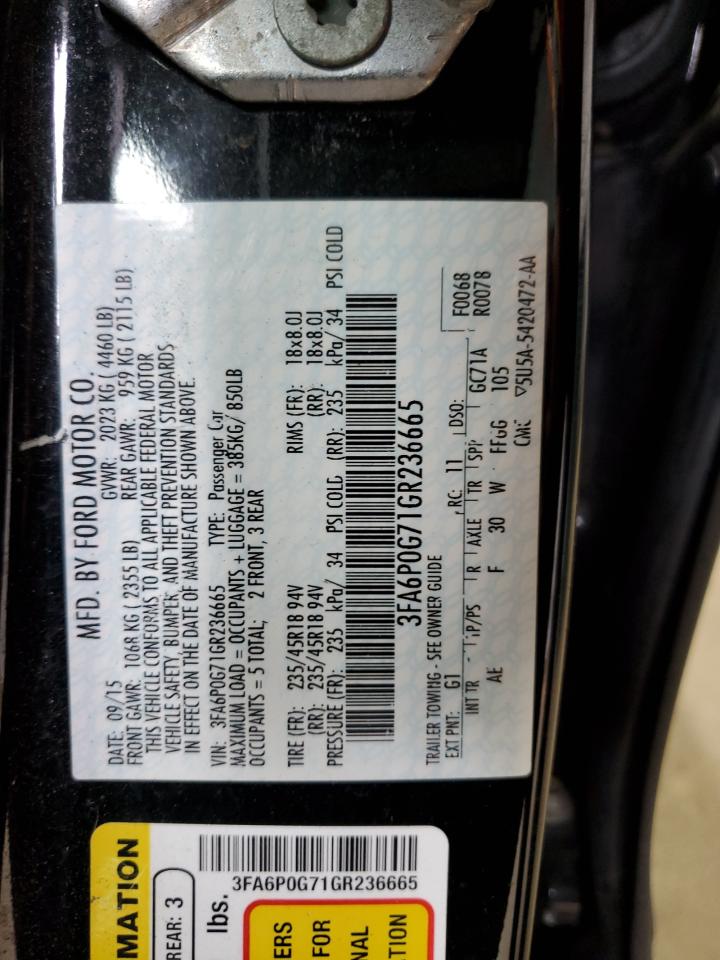 MFD. BY FORD MOTOR CO.
DATE: 09/15 GVWR: 2023 KG ( 4460 LB)
FRONT GAWR: 1068 KG ( 2355 LB) REAR GAWR: 959 KG ( 2115 LB)
THIS VEHICLE CONFORMS TO ALL APPLICABLE FEDERAL MOTOR
VEHICLE SAFETY, BUMPER, AND THEFT PREVENTION STANDARDS
IN EFFECT ON THE DATE OF MANUFACTURE SHOWN ABOVE.
VIN: 3FA6P0G71GR236665 TYPE: Passenger Car
MAXIMUM LOAD = OCCUPANTS + LUGGAGE = 385KG/ 850LB
OCCUPANTS = 5 TOTAL; 2 FRONT, 3 REAR
TIRE (FR): 235/45R18 94V RIMS (FR): 18x8.0J
(RR): 235/45R18 94V (RR): 18x8.0J
PRESSURE (FR): 235 kPa/ 34 PSI COLD (RR): 235 kPa/ 34 PSI COLD
3FA6P0G71GR236665
TRAILER TOWING - SEE OWNER GUIDE F0068
EXT PNT: G1 RC: 11 DSO: R0078
INT TR TP/PS R AXLE TR SPR GC71A
AE F 30 W FFGG 105
CMC ▽5U5A-5420472-AA
MATION
REAR: 3
3FA6P0G71GR236665
lbs.
ERS
FOR
NAL
TION